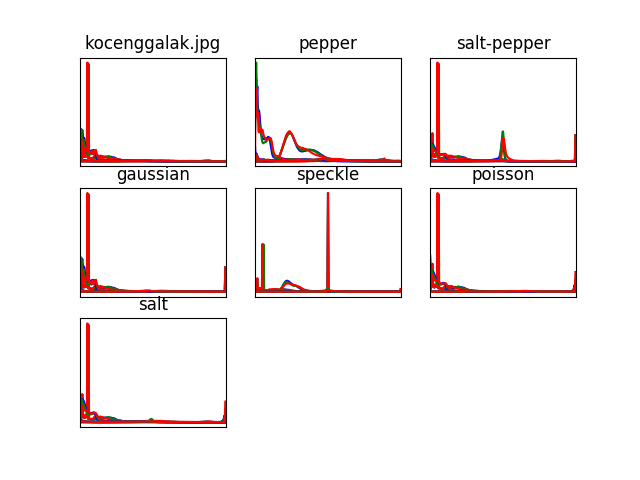 kocenggalak.jpg
pepper
salt-pepper
gaussian
speckle
poisson
salt